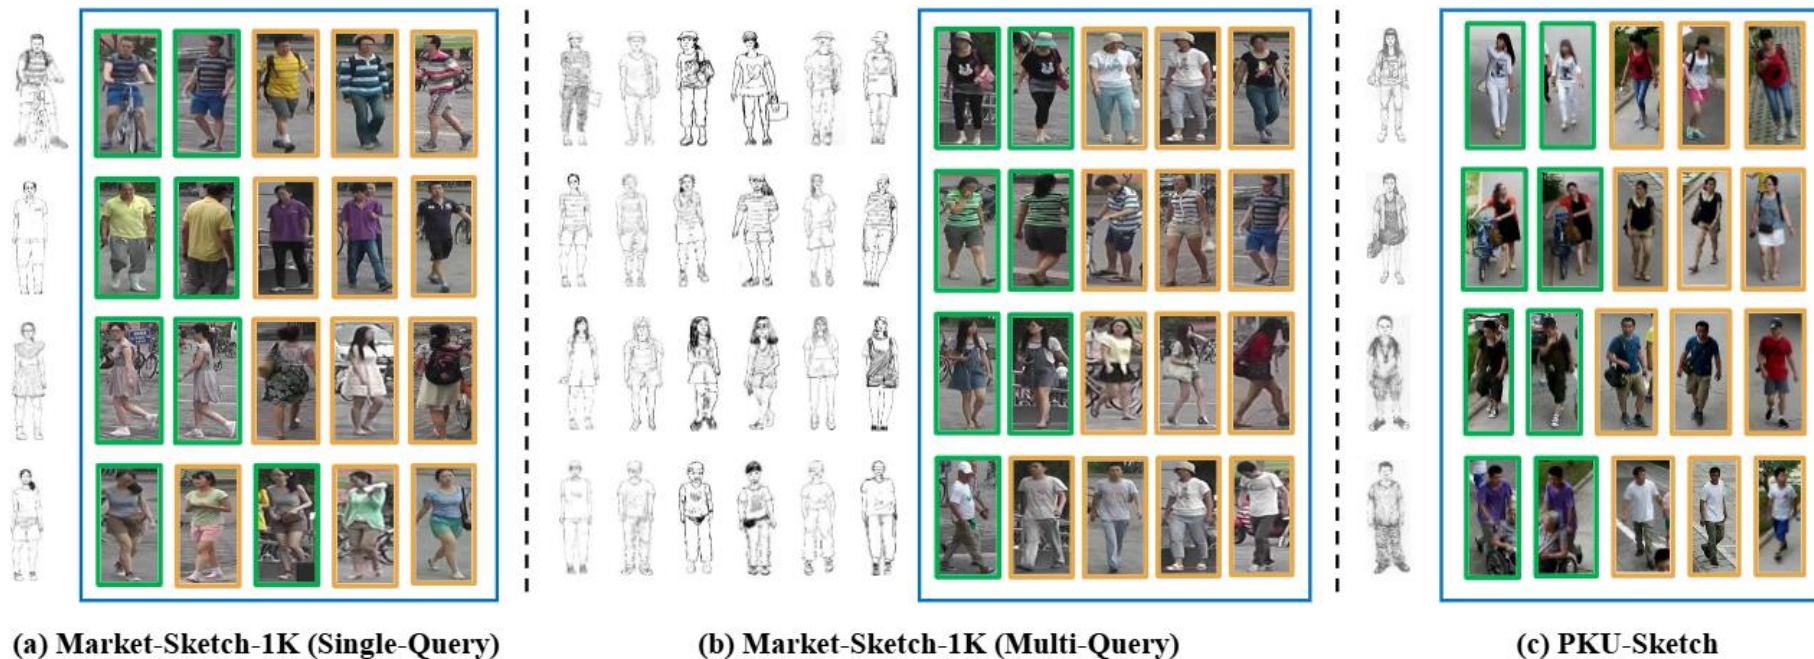 (a) Market-Sketch-1K (Single-Query)
(b) Market-Sketch-1K (Multi-Query)
(c) PKU-Sketch